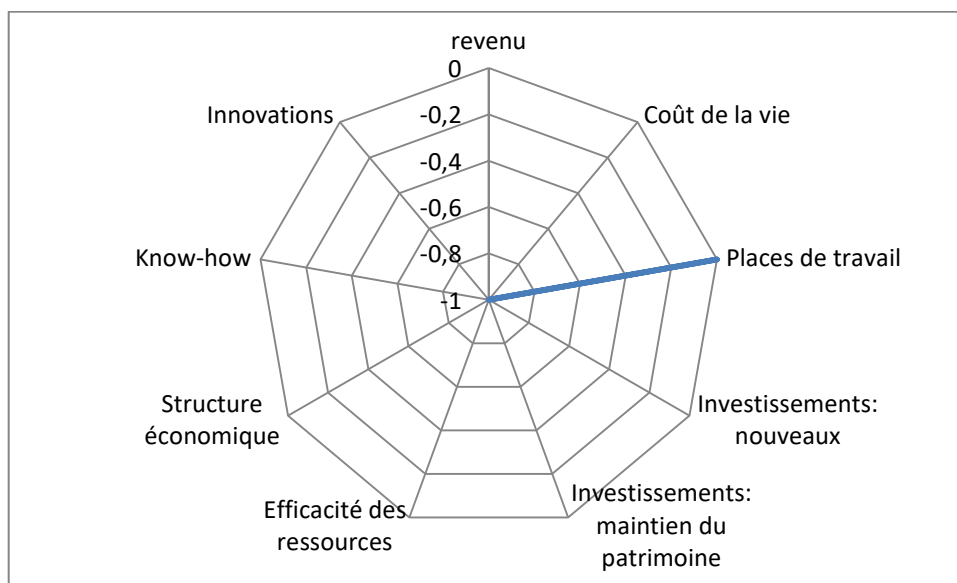 revenu
0
-0,2
-0,4
-0,6
-0,8
-1
Coût de la vie
Places de travail
Investissements:
nouveaux
Investissements:
maintien du
patrimoine
Efficacité des
ressources
Structure
économique
Know-how
Innovations